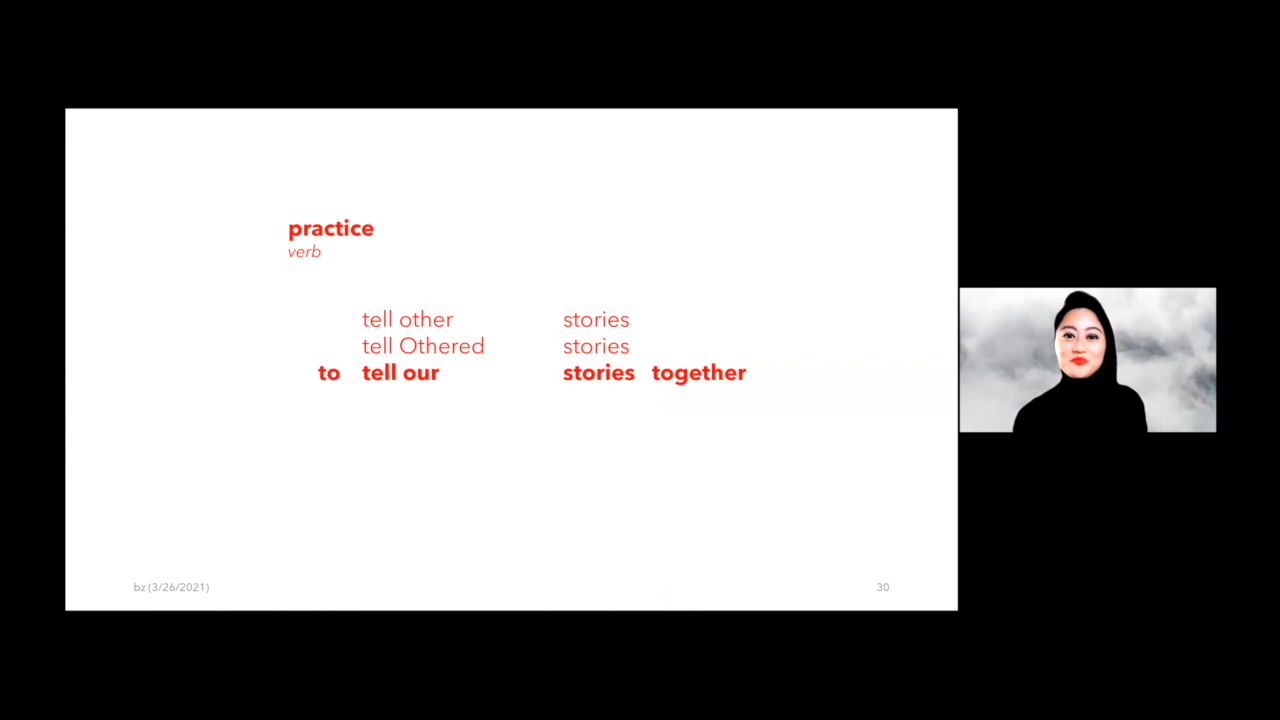 practice
verb
tell other stories
tell Othered stories
to tell our stories together
bz (3/26/2021) 30